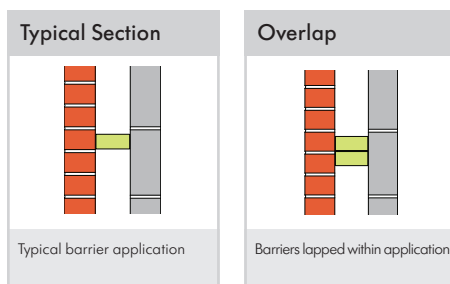 Typical Section
Typical barrier application
Overlap
Barriers lapped within application